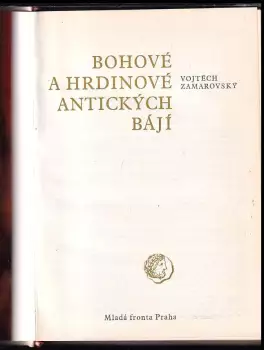 BOHOVÉ
A HRDINOVÉ
ANTICKÝCH
BÁJÍ
VOJTĚCH
ZAMAROVSKÝ
Mladá fronta Praha